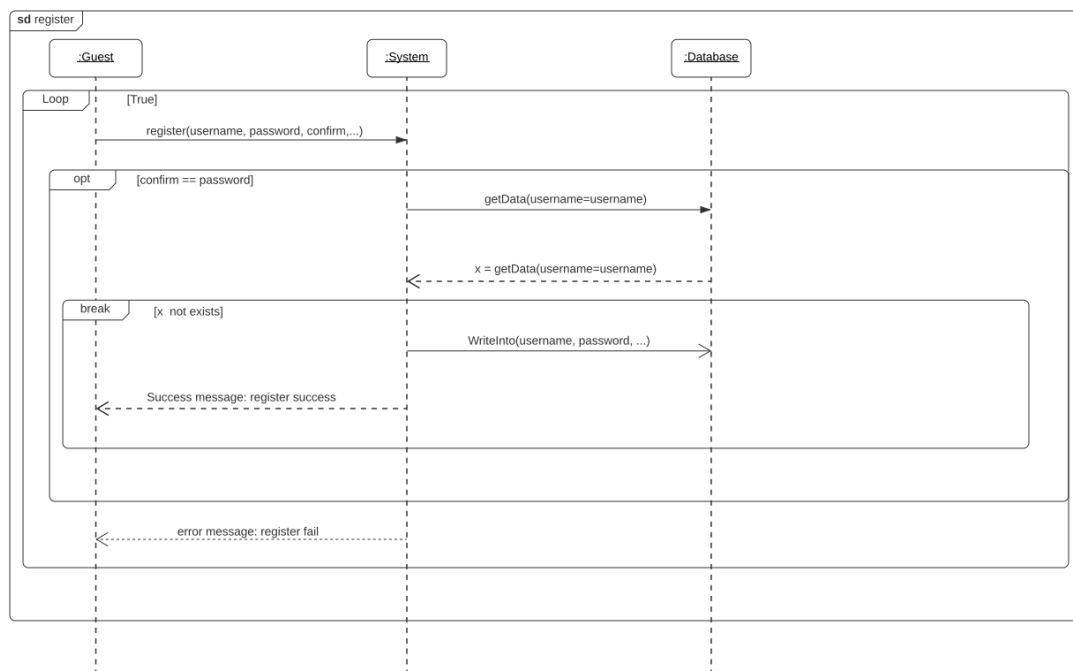 sd register
:Guest
:System
:Database
Loop [True]
register(username, password, confirm,...)
opt [confirm == password]
getData(username=username)
x = getData(username=username)
break [x not exists]
WriteInto(username, password, ...)
Success message: register success
error message: register fail